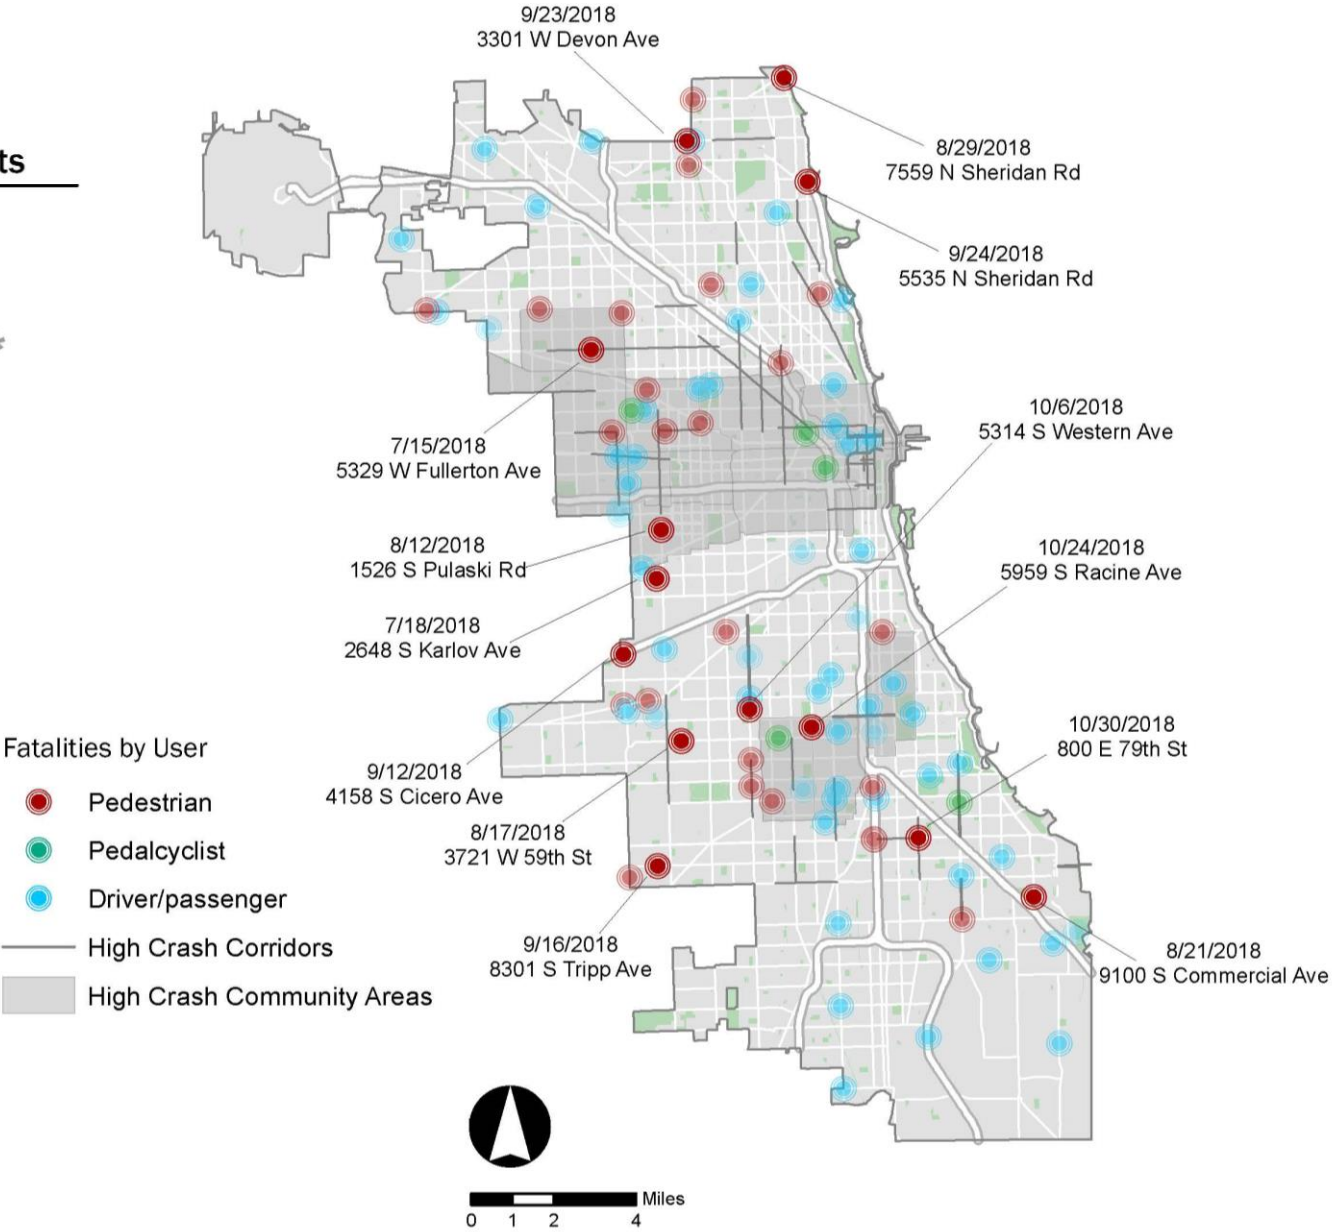 9/23/2018
3301 W Devon Ave
ts
8/29/2018
7559 N Sheridan Rd
9/24/2018
5535 N Sheridan Rd
10/6/2018
5314 S Western Ave
7/15/2018
5329 W Fullerton Ave
8/12/2018
1526 S Pulaski Rd
10/24/2018
5959 S Racine Ave
7/18/2018
2648 S Karlov Ave
10/30/2018
800 E 79th St
9/12/2018
4158 S Cicero Ave
8/17/2018
3721 W 59th St
9/16/2018
8301 S Tripp Ave
8/21/2018
9100 S Commercial Ave
Fatalities by User
Pedestrian
Pedalcyclist
Driver/passenger
High Crash Corridors
High Crash Community Areas
Miles
0 1 2 4